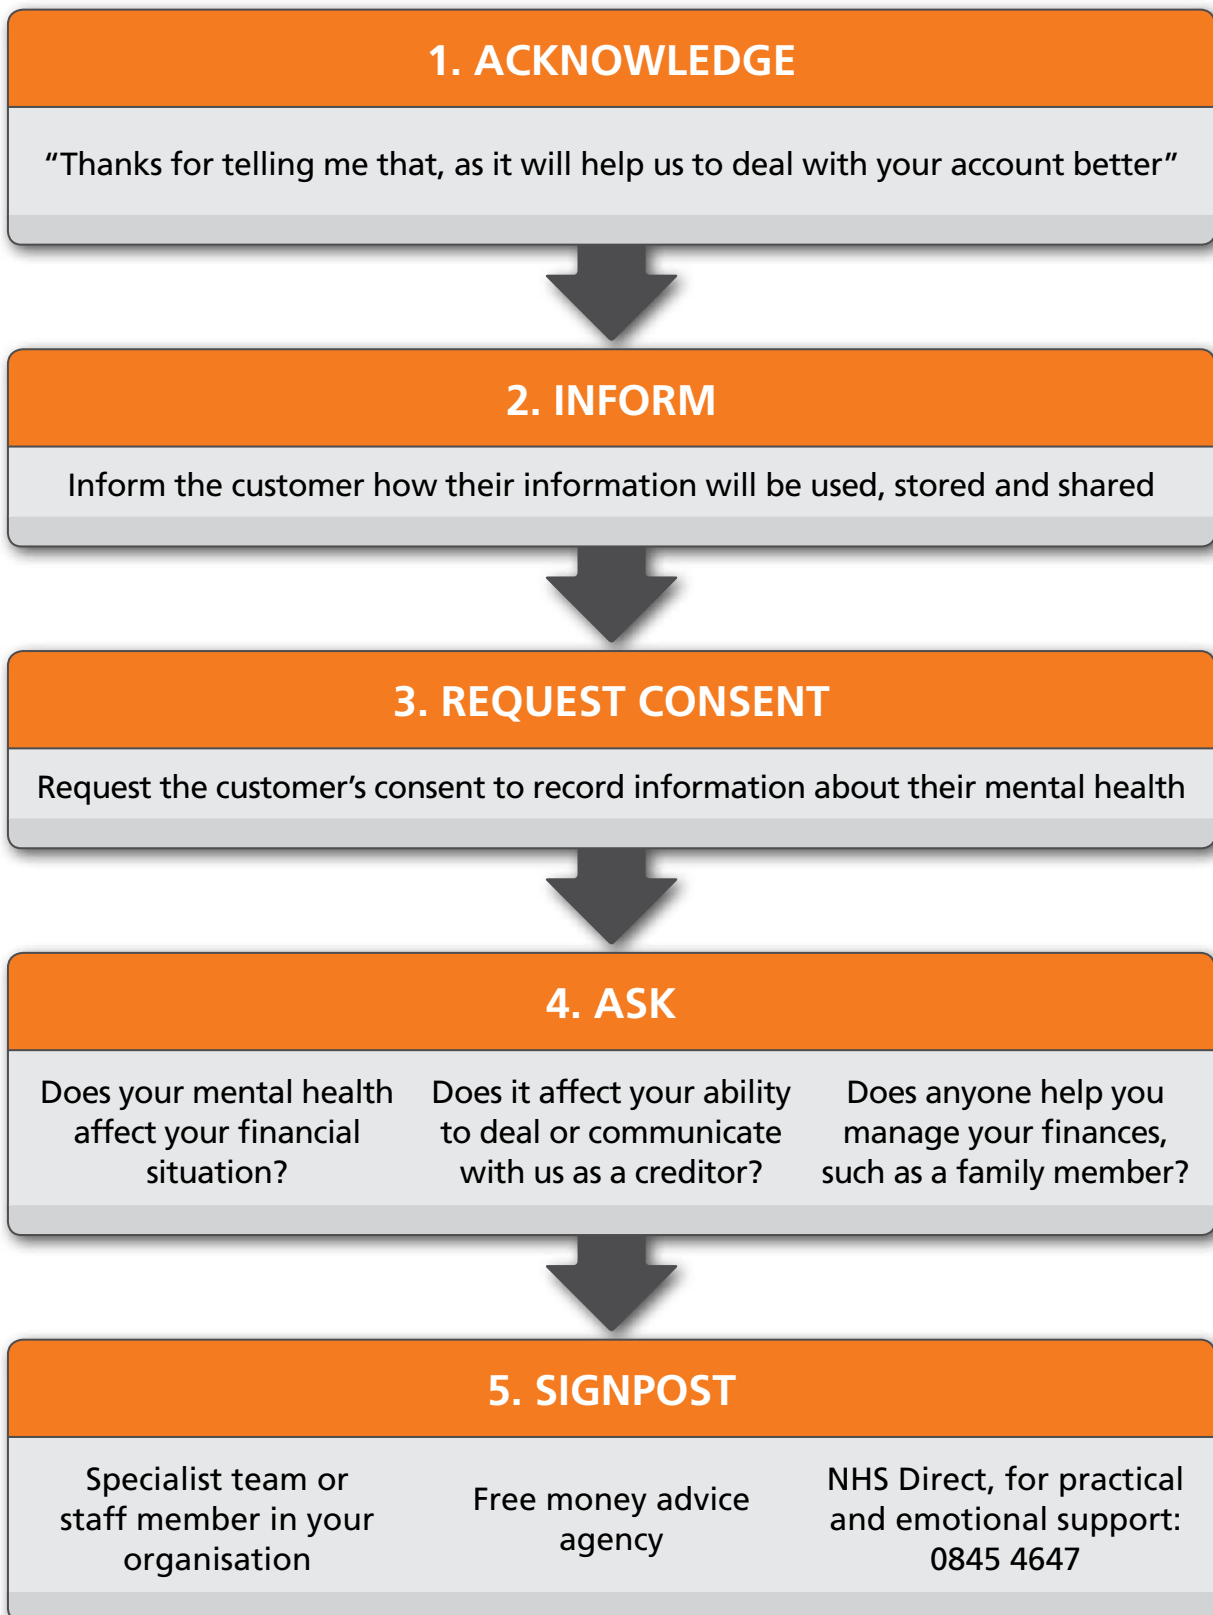 1. ACKNOWLEDGE
“Thanks for telling me that, as it will help us to deal with your account better”
2. INFORM
Inform the customer how their information will be used, stored and shared
3. REQUEST CONSENT
Request the customer’s consent to record information about their mental health
4. ASK
Does your mental health
affect your financial
situation?
Does it affect your ability
to deal or communicate
with us as a creditor?
Does anyone help you
manage your finances,
such as a family member?
5. SIGNPOST
Specialist team or
staff member in your
organisation
Free money advice
agency
NHS Direct, for practical
and emotional support:
0845 4647